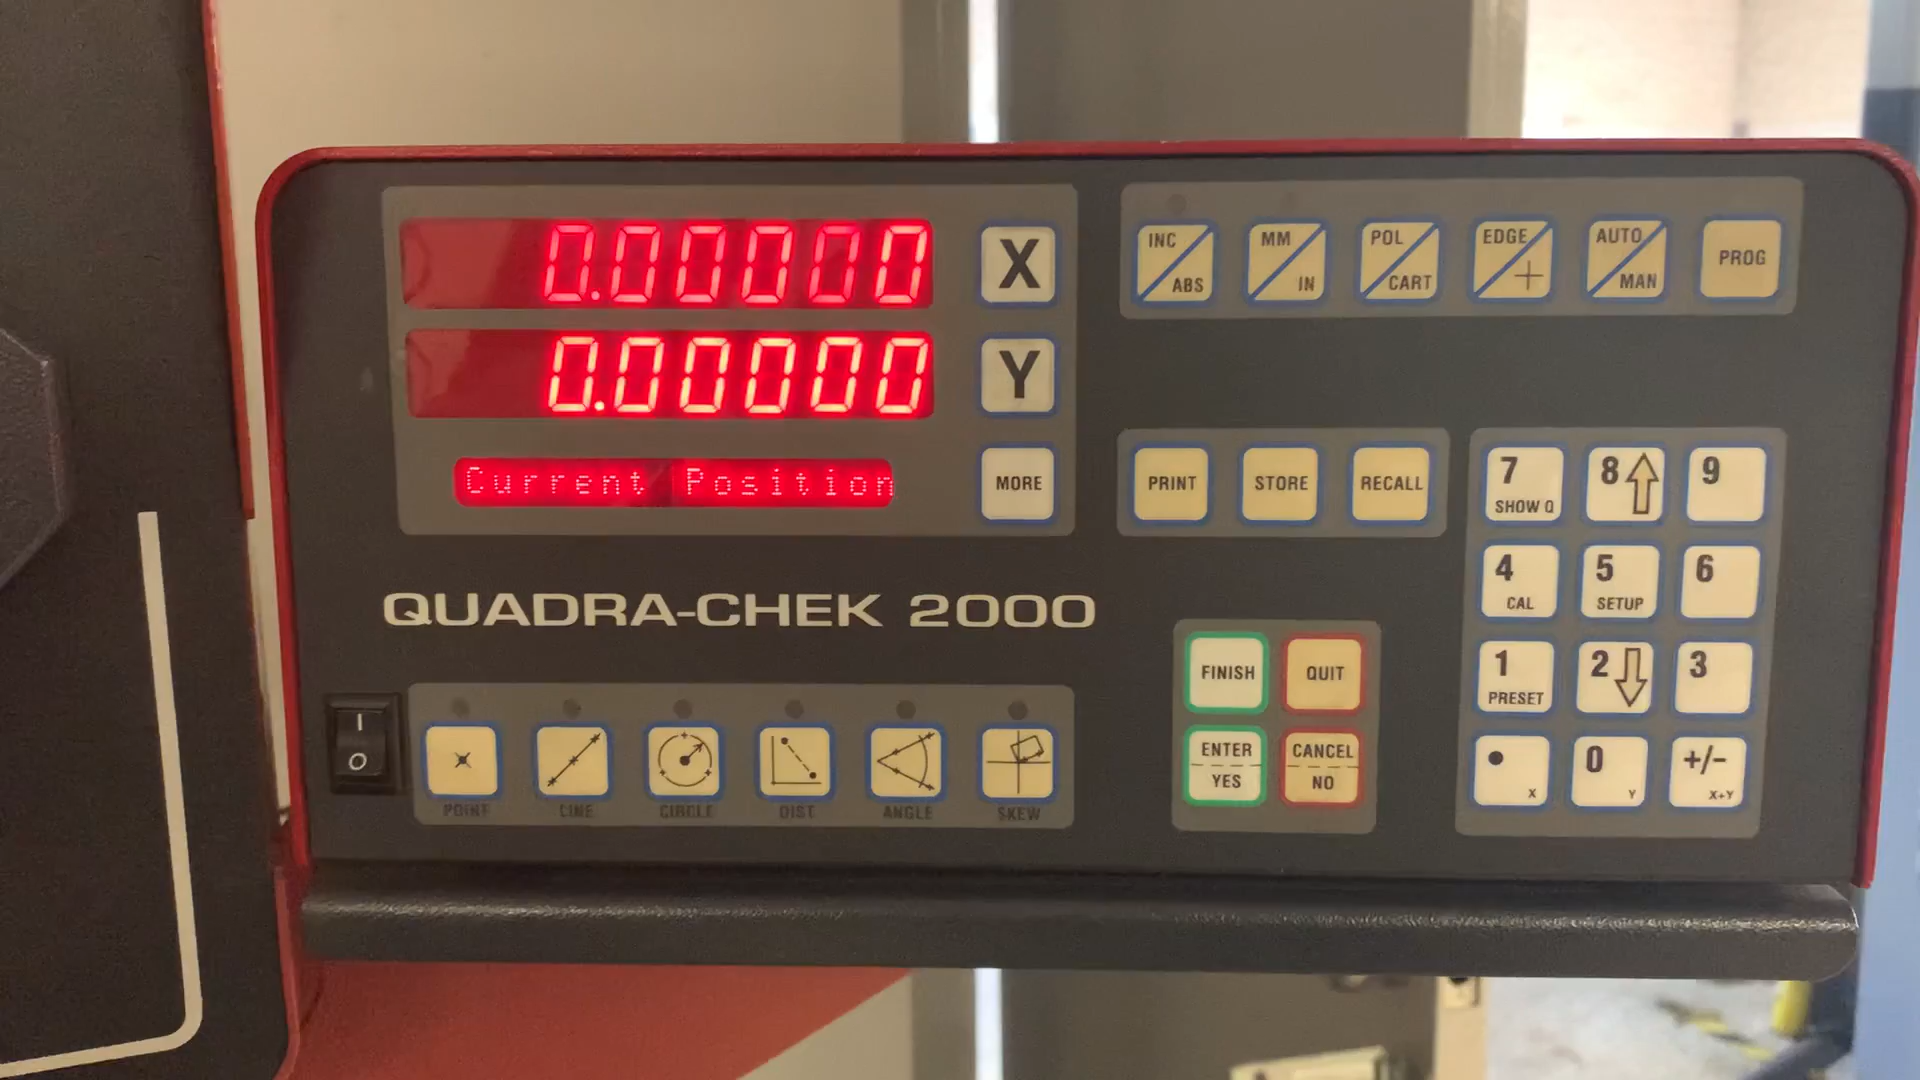 0.00000 X
0.00000 Y
Current Position MORE
INC ABS
MM IN
POL CART
EDGE
AUTO MAN
PROG
PRINT STORE RECALL
7 SHOW Q
8
9
4 CAL
5 SETUP
6
1 PRESET
2
3
• X
0 Y
+/- X+Y
QUADRA-CHEK 2000
FINISH QUIT
ENTER YES
CANCEL NO
I
O
POINT LINE CIRCLE DIST ANGLE SKEW